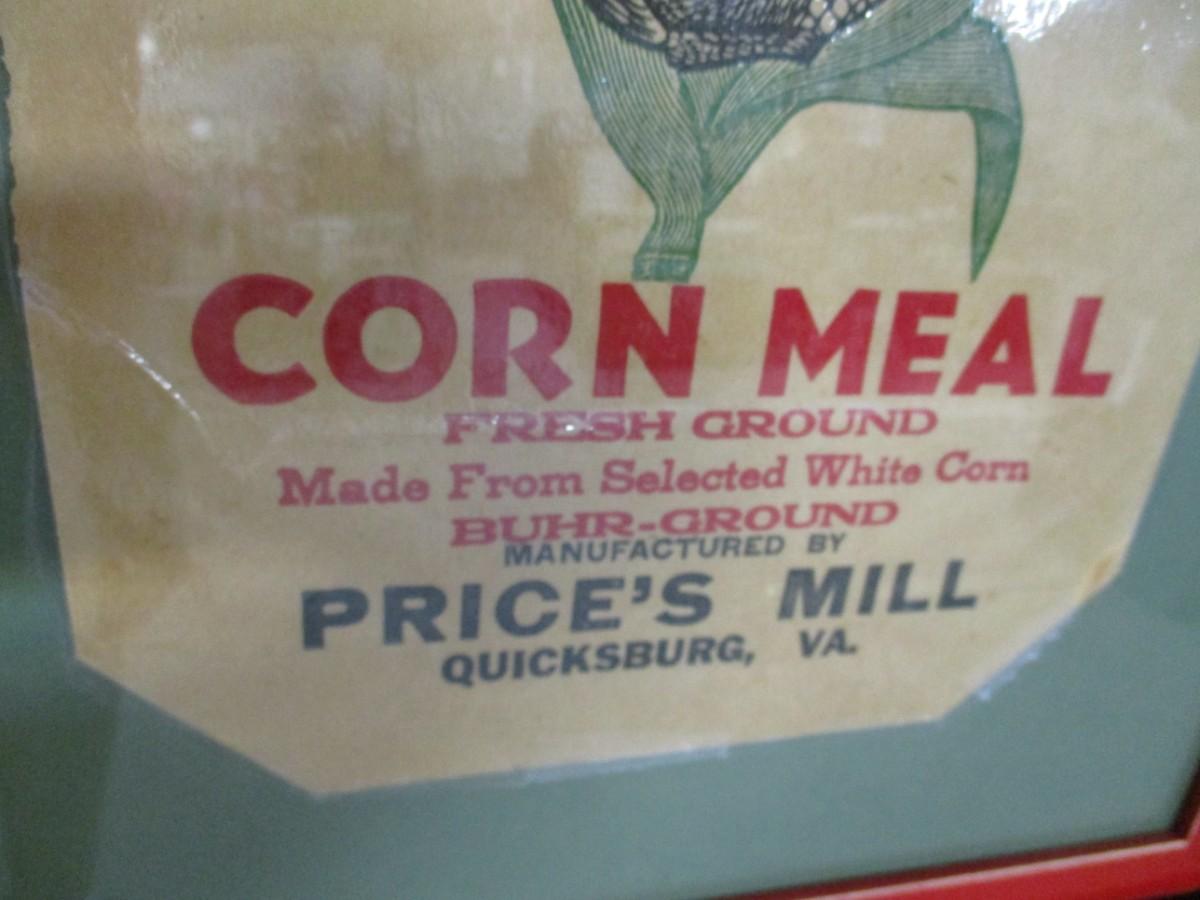 CORN MEAL
FRESH GROUND
Made From Selected White Corn
BUHR-GROUND
MANUFACTURED BY
PRICE'S MILL
QUICKSBURG, VA.